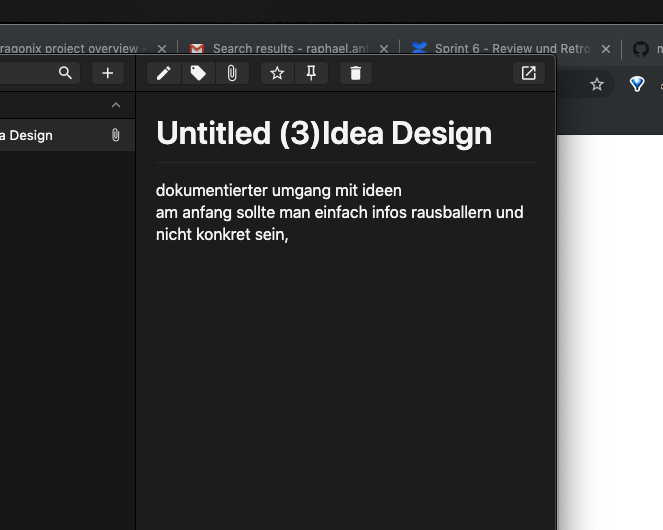 ragonix project overview -
Search results - raphael.ant
Sprint 6 - Review und Retro
a Design
Untitled (3)Idea Design
dokumentierter umgang mit ideen
am anfang sollte man einfach infos rausballern und
nicht konkret sein,